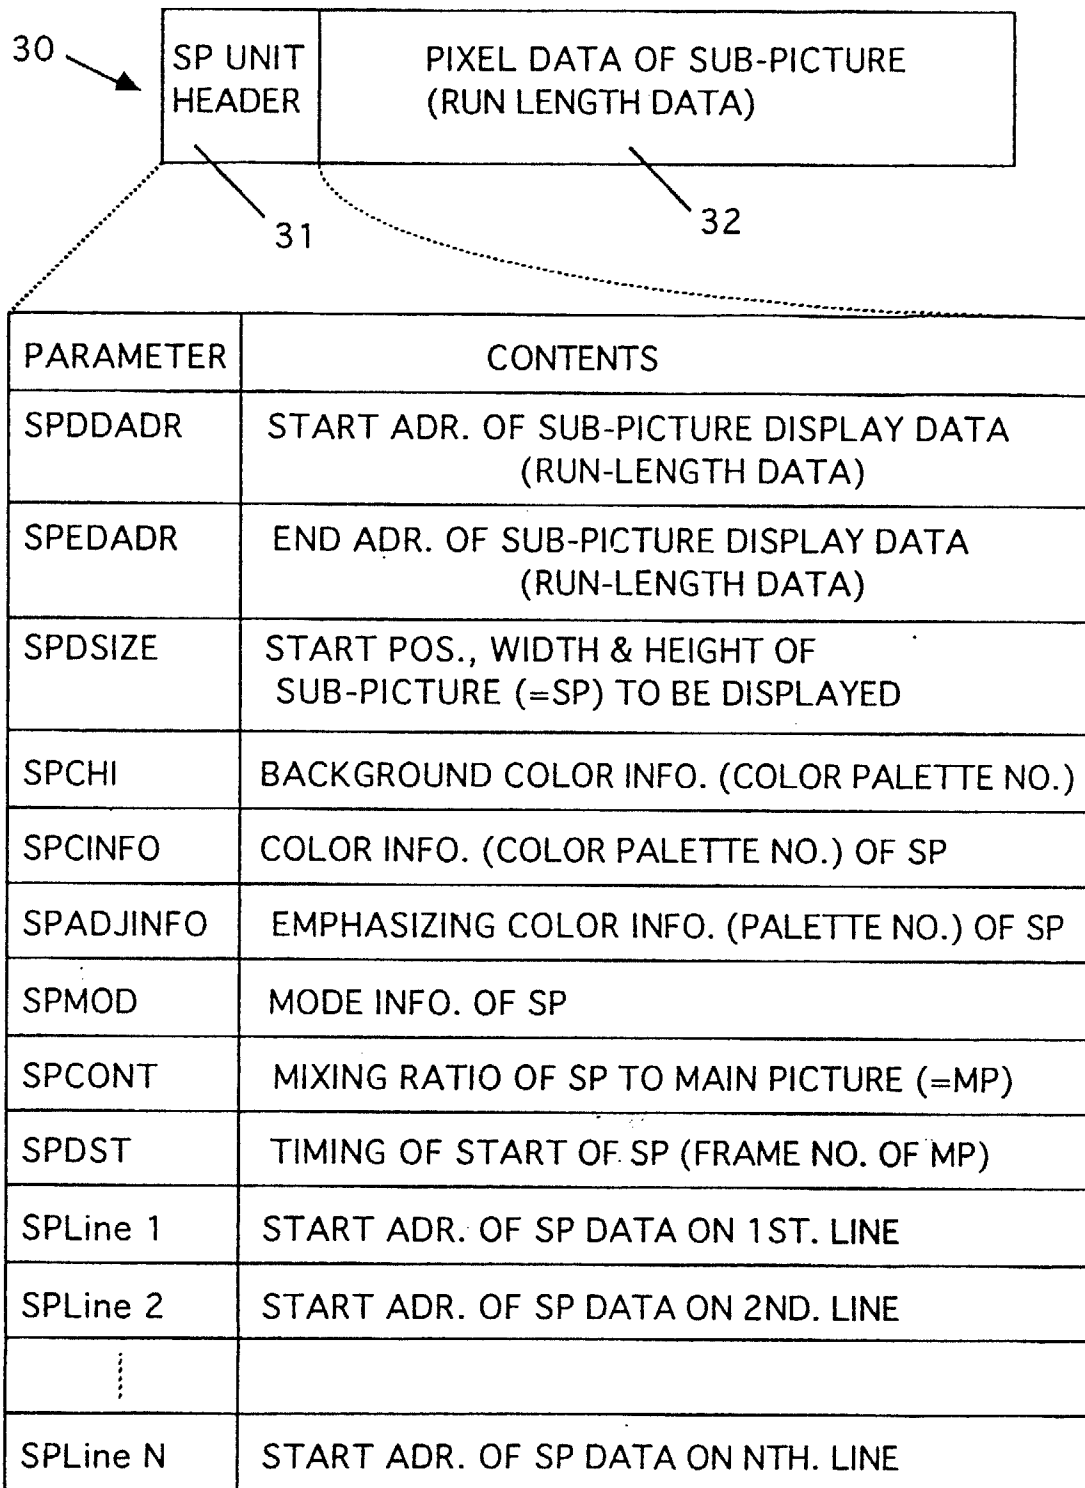 30
SP UNIT
HEADER
PIXEL DATA OF SUB-PICTURE
(RUN LENGTH DATA)
31
32
PARAMETER CONTENTS
SPDDADR START ADR. OF SUB-PICTURE DISPLAY DATA
(RUN-LENGTH DATA)
SPEDADR END ADR. OF SUB-PICTURE DISPLAY DATA
(RUN-LENGTH DATA)
SPDSIZE START POS., WIDTH & HEIGHT OF
SUB-PICTURE (=SP) TO BE DISPLAYED
SPCHI BACKGROUND COLOR INFO. (COLOR PALETTE NO.)
SPCINFO COLOR INFO. (COLOR PALETTE NO.) OF SP
SPADJINFO EMPHASIZING COLOR INFO. (PALETTE NO.) OF SP
SPMOD MODE INFO. OF SP
SPCONT MIXING RATIO OF SP TO MAIN PICTURE (=MP)
SPDST TIMING OF START OF SP (FRAME NO. OF MP)
SPLine 1 START ADR. OF SP DATA ON 1ST. LINE
SPLine 2 START ADR. OF SP DATA ON 2ND. LINE
SPLine N START ADR. OF SP DATA ON NTH. LINE